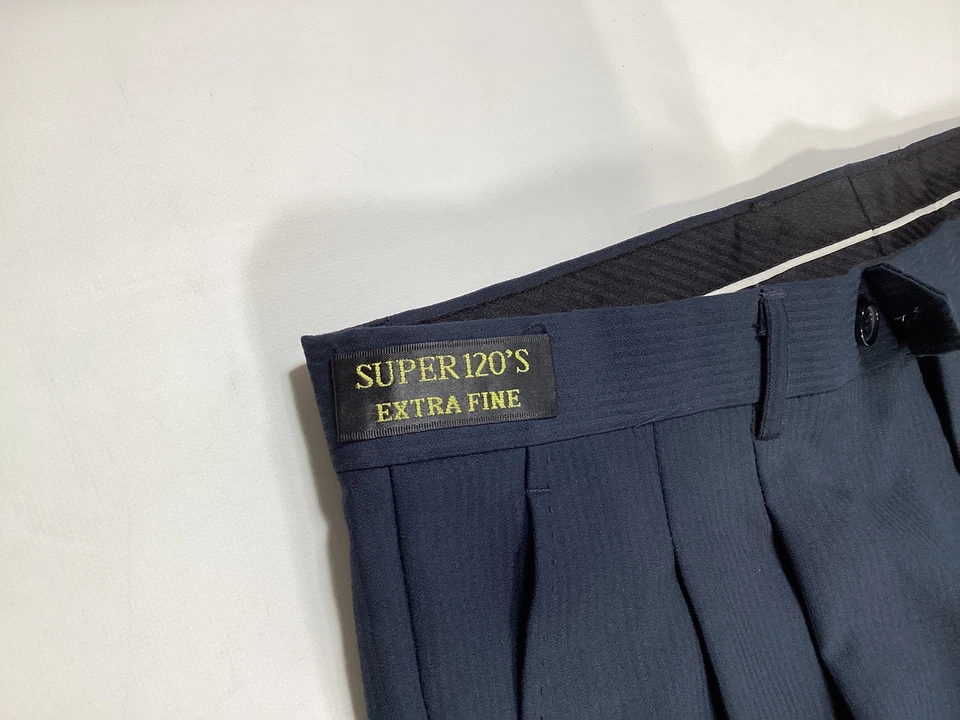 SUPER 120'S
EXTRA FINE